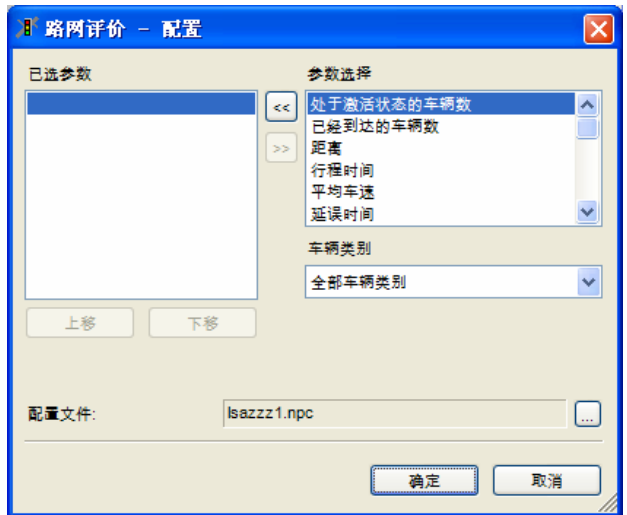 路网评价 - 配置
已选参数
参数选择
<<
>>
处于激活状态的车辆数
已经到达的车辆数
距离
行程时间
平均车速
延误时间
车辆类别
全部车辆类别
上移
下移
配置文件:
lsazzz1.npc
...
确定
取消